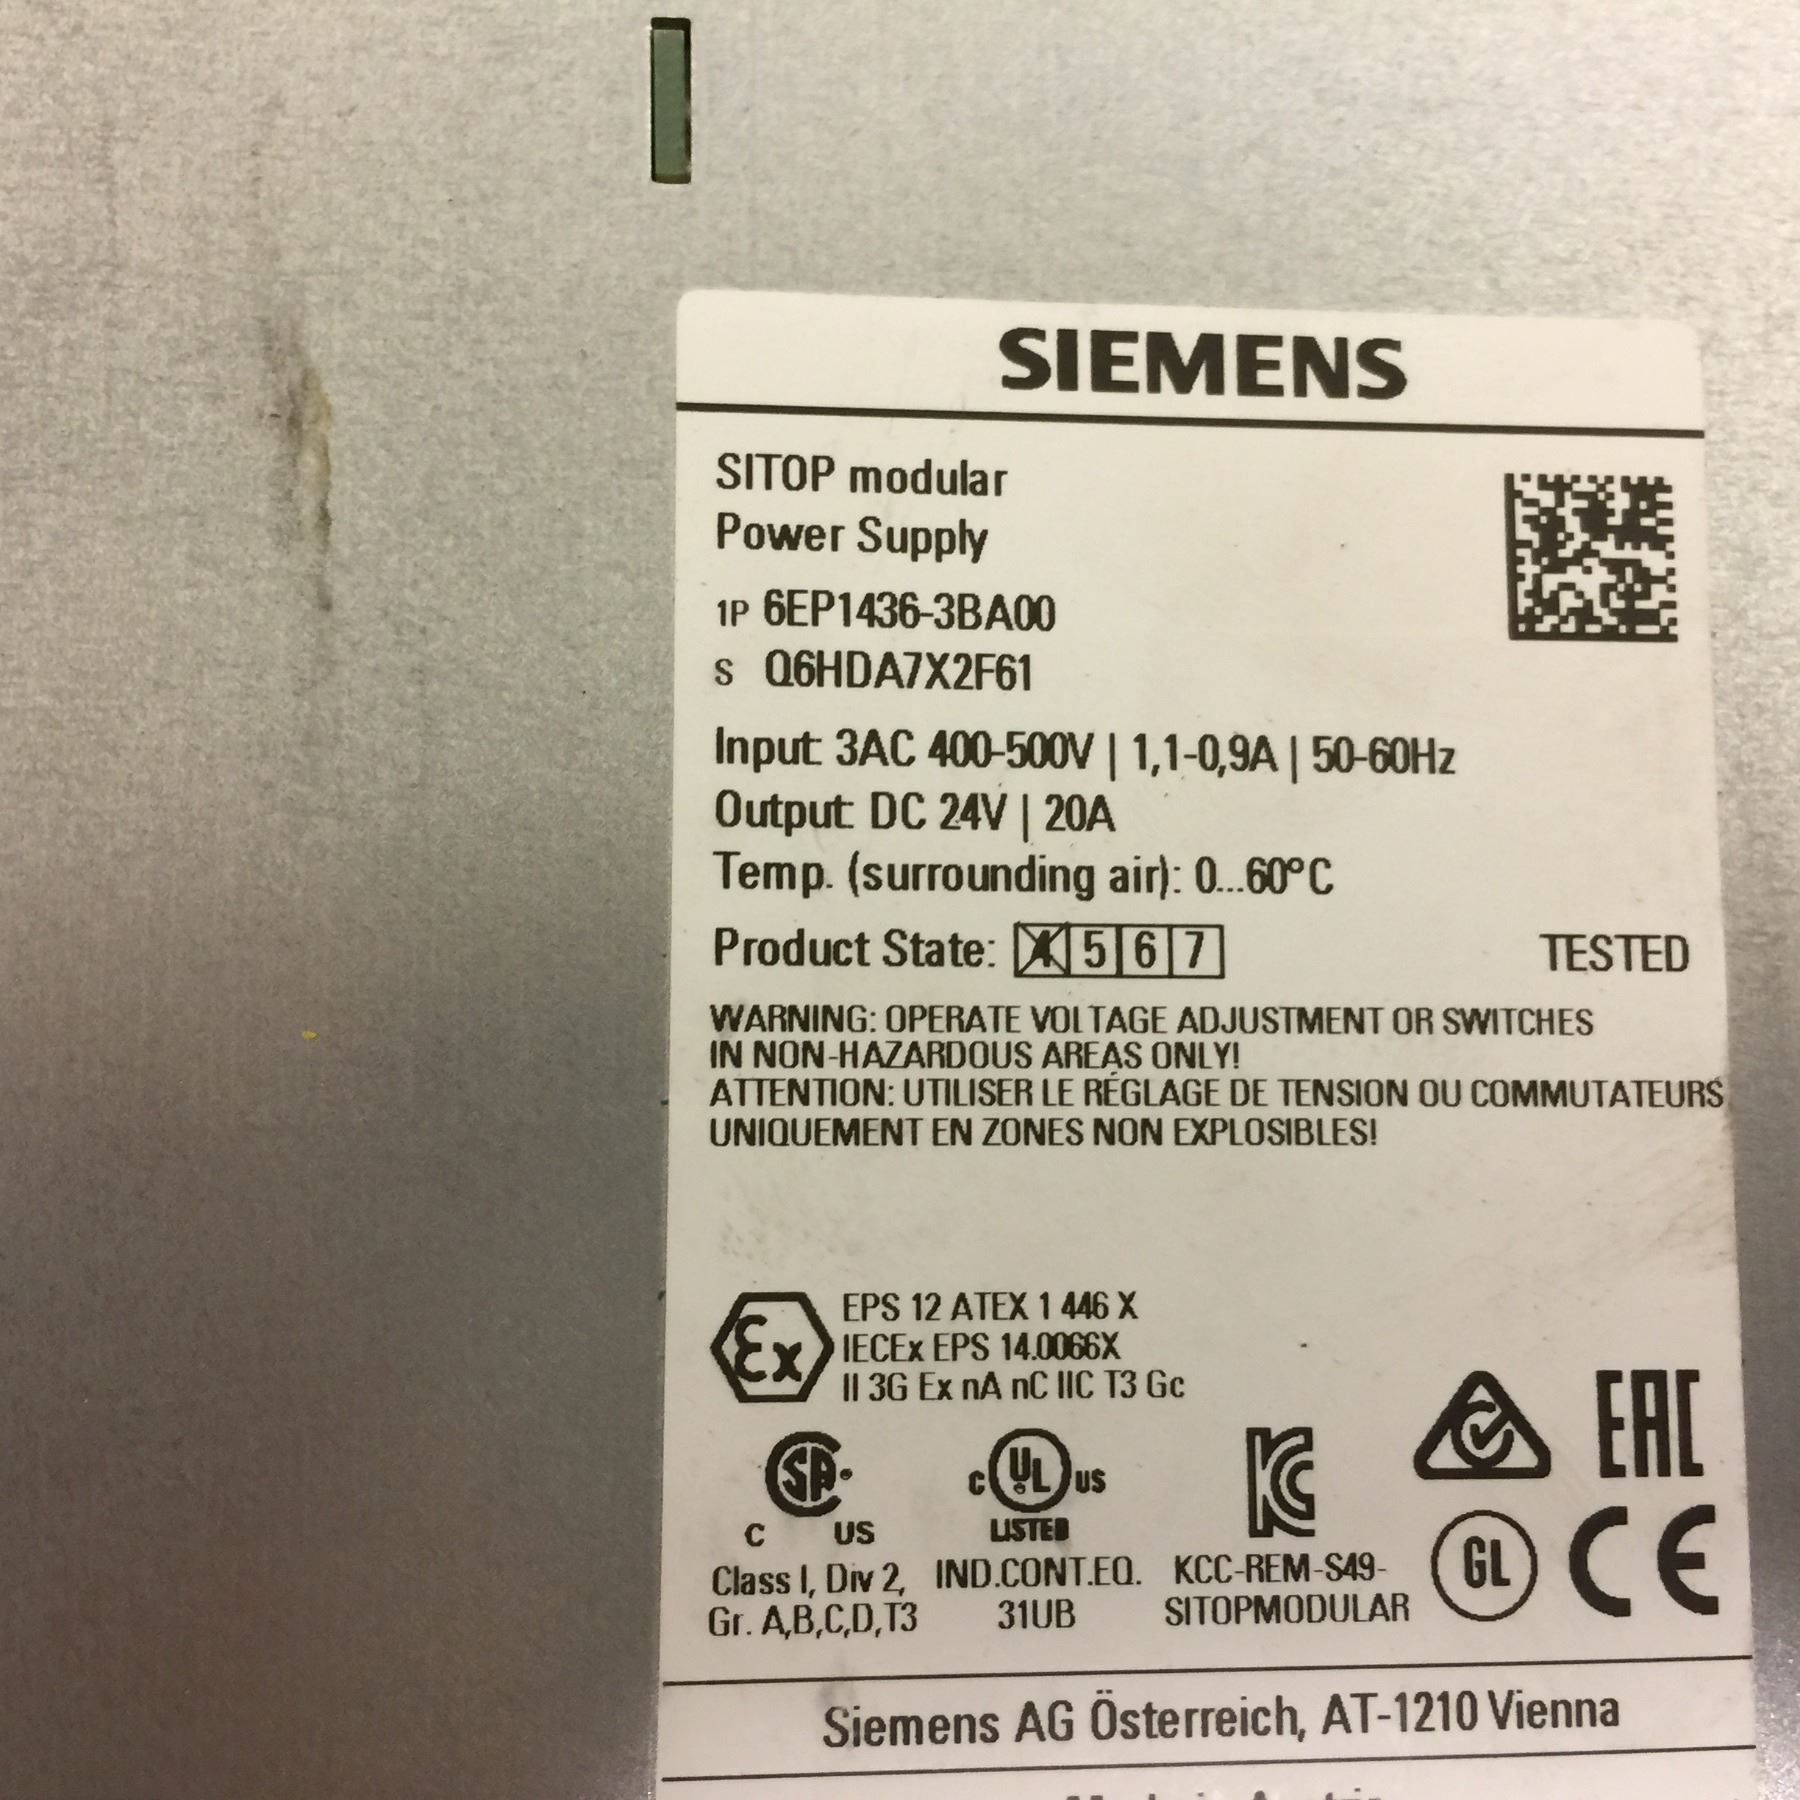 SIEMENS
SITOP modular
Power Supply
1P 6EP1436-3BA00
S Q6HDA7X2F61
Input: 3AC 400-500V | 1,1-0,9A | 50-60Hz
Output: DC 24V | 20A
Temp. (surrounding air): 0...60°C
Product State: 4 5 6 7 TESTED
WARNING: OPERATE VOLTAGE ADJUSTMENT OR SWITCHES
IN NON-HAZARDOUS AREAS ONLY!
ATTENTION: UTILISER LE RÉGLAGE DE TENSION OU COMMUTATEURS
UNIQUEMENT EN ZONES NON EXPLOSIBLES!
Ex
EPS 12 ATEX 1 446 X
IECEx EPS 14.0066X
II 3G Ex nA nC IIC T3 Gc
C SA US
Class I, Div 2,
Gr. A,B,C,D,T3
C UL US
LISTED
IND.CONT.EQ.
31UB
KC
KCC-REM-S49-
SITOPMODULAR
EAC
GL CE
Siemens AG Österreich, AT-1210 Vienna